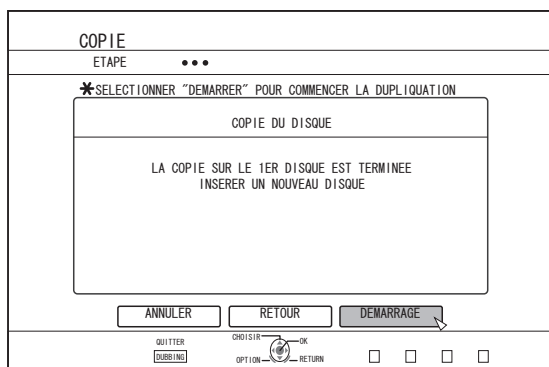 COPIE
ETAPE ●●●
*SELECTIONNER "DEMARRER" POUR COMMENCER LA DUPLIQUATION
COPIE DU DISQUE
LA COPIE SUR LE 1ER DISQUE EST TERMINEE
INSERER UN NOUVEAU DISQUE
ANNULER RETOUR DEMARRAGE
QUITTER CHOISIR OK
DUBBING OPTION RETURN